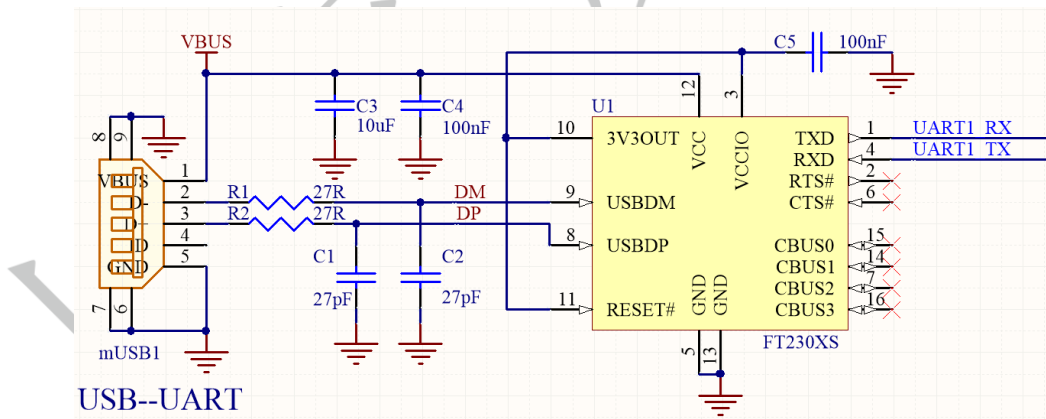 VBUS
C5
100nF
C3
10uF
C4
100nF
U1
12
3
VCC
VCCIO
10
3V3OUT
TXD
1
UART1_RX
RXD
4
UART1_TX
RTS#
2
CTS#
6
8
9
VBUS
1
D-
2
R1
27R
DM
9
USBDM
D+
3
R2
27R
DP
8
USBDP
ID
4
GND
5
C1
27pF
C2
27pF
CBUS0
15
CBUS1
14
CBUS2
7
CBUS3
16
11
RESET#
GND
GND
5
13
FT230XS
7
6
mUSB1
USB--UART